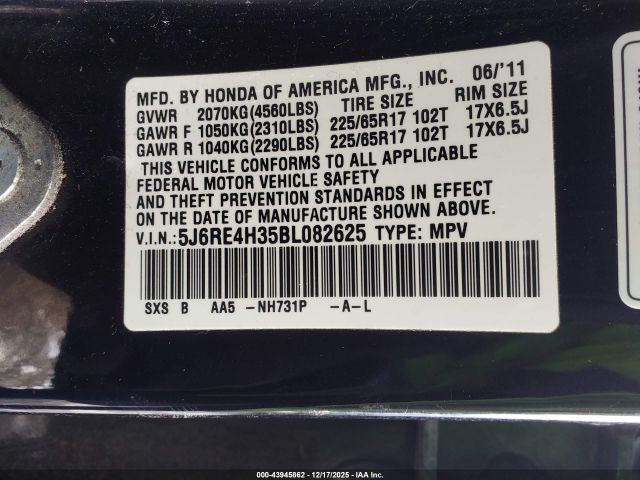 MFD. BY HONDA OF AMERICA MFG., INC. 06/'11
GVWR 2070KG(4560LBS) TIRE SIZE RIM SIZE
GAWR F 1050KG(2310LBS) 225/65R17 102T 17X6.5J
GAWR R 1040KG(2290LBS) 225/65R17 102T 17X6.5J
THIS VEHICLE CONFORMS TO ALL APPLICABLE
FEDERAL MOTOR VEHICLE SAFETY
AND THEFT PREVENTION STANDARDS IN EFFECT
ON THE DATE OF MANUFACTURE SHOWN ABOVE.
V.I.N.:5J6RE4H35BL082625 TYPE: MPV
SXS B AA5 -NH731P -A-L
000-43945862 | 12/17/2025 - Copyright © IAA, Inc.